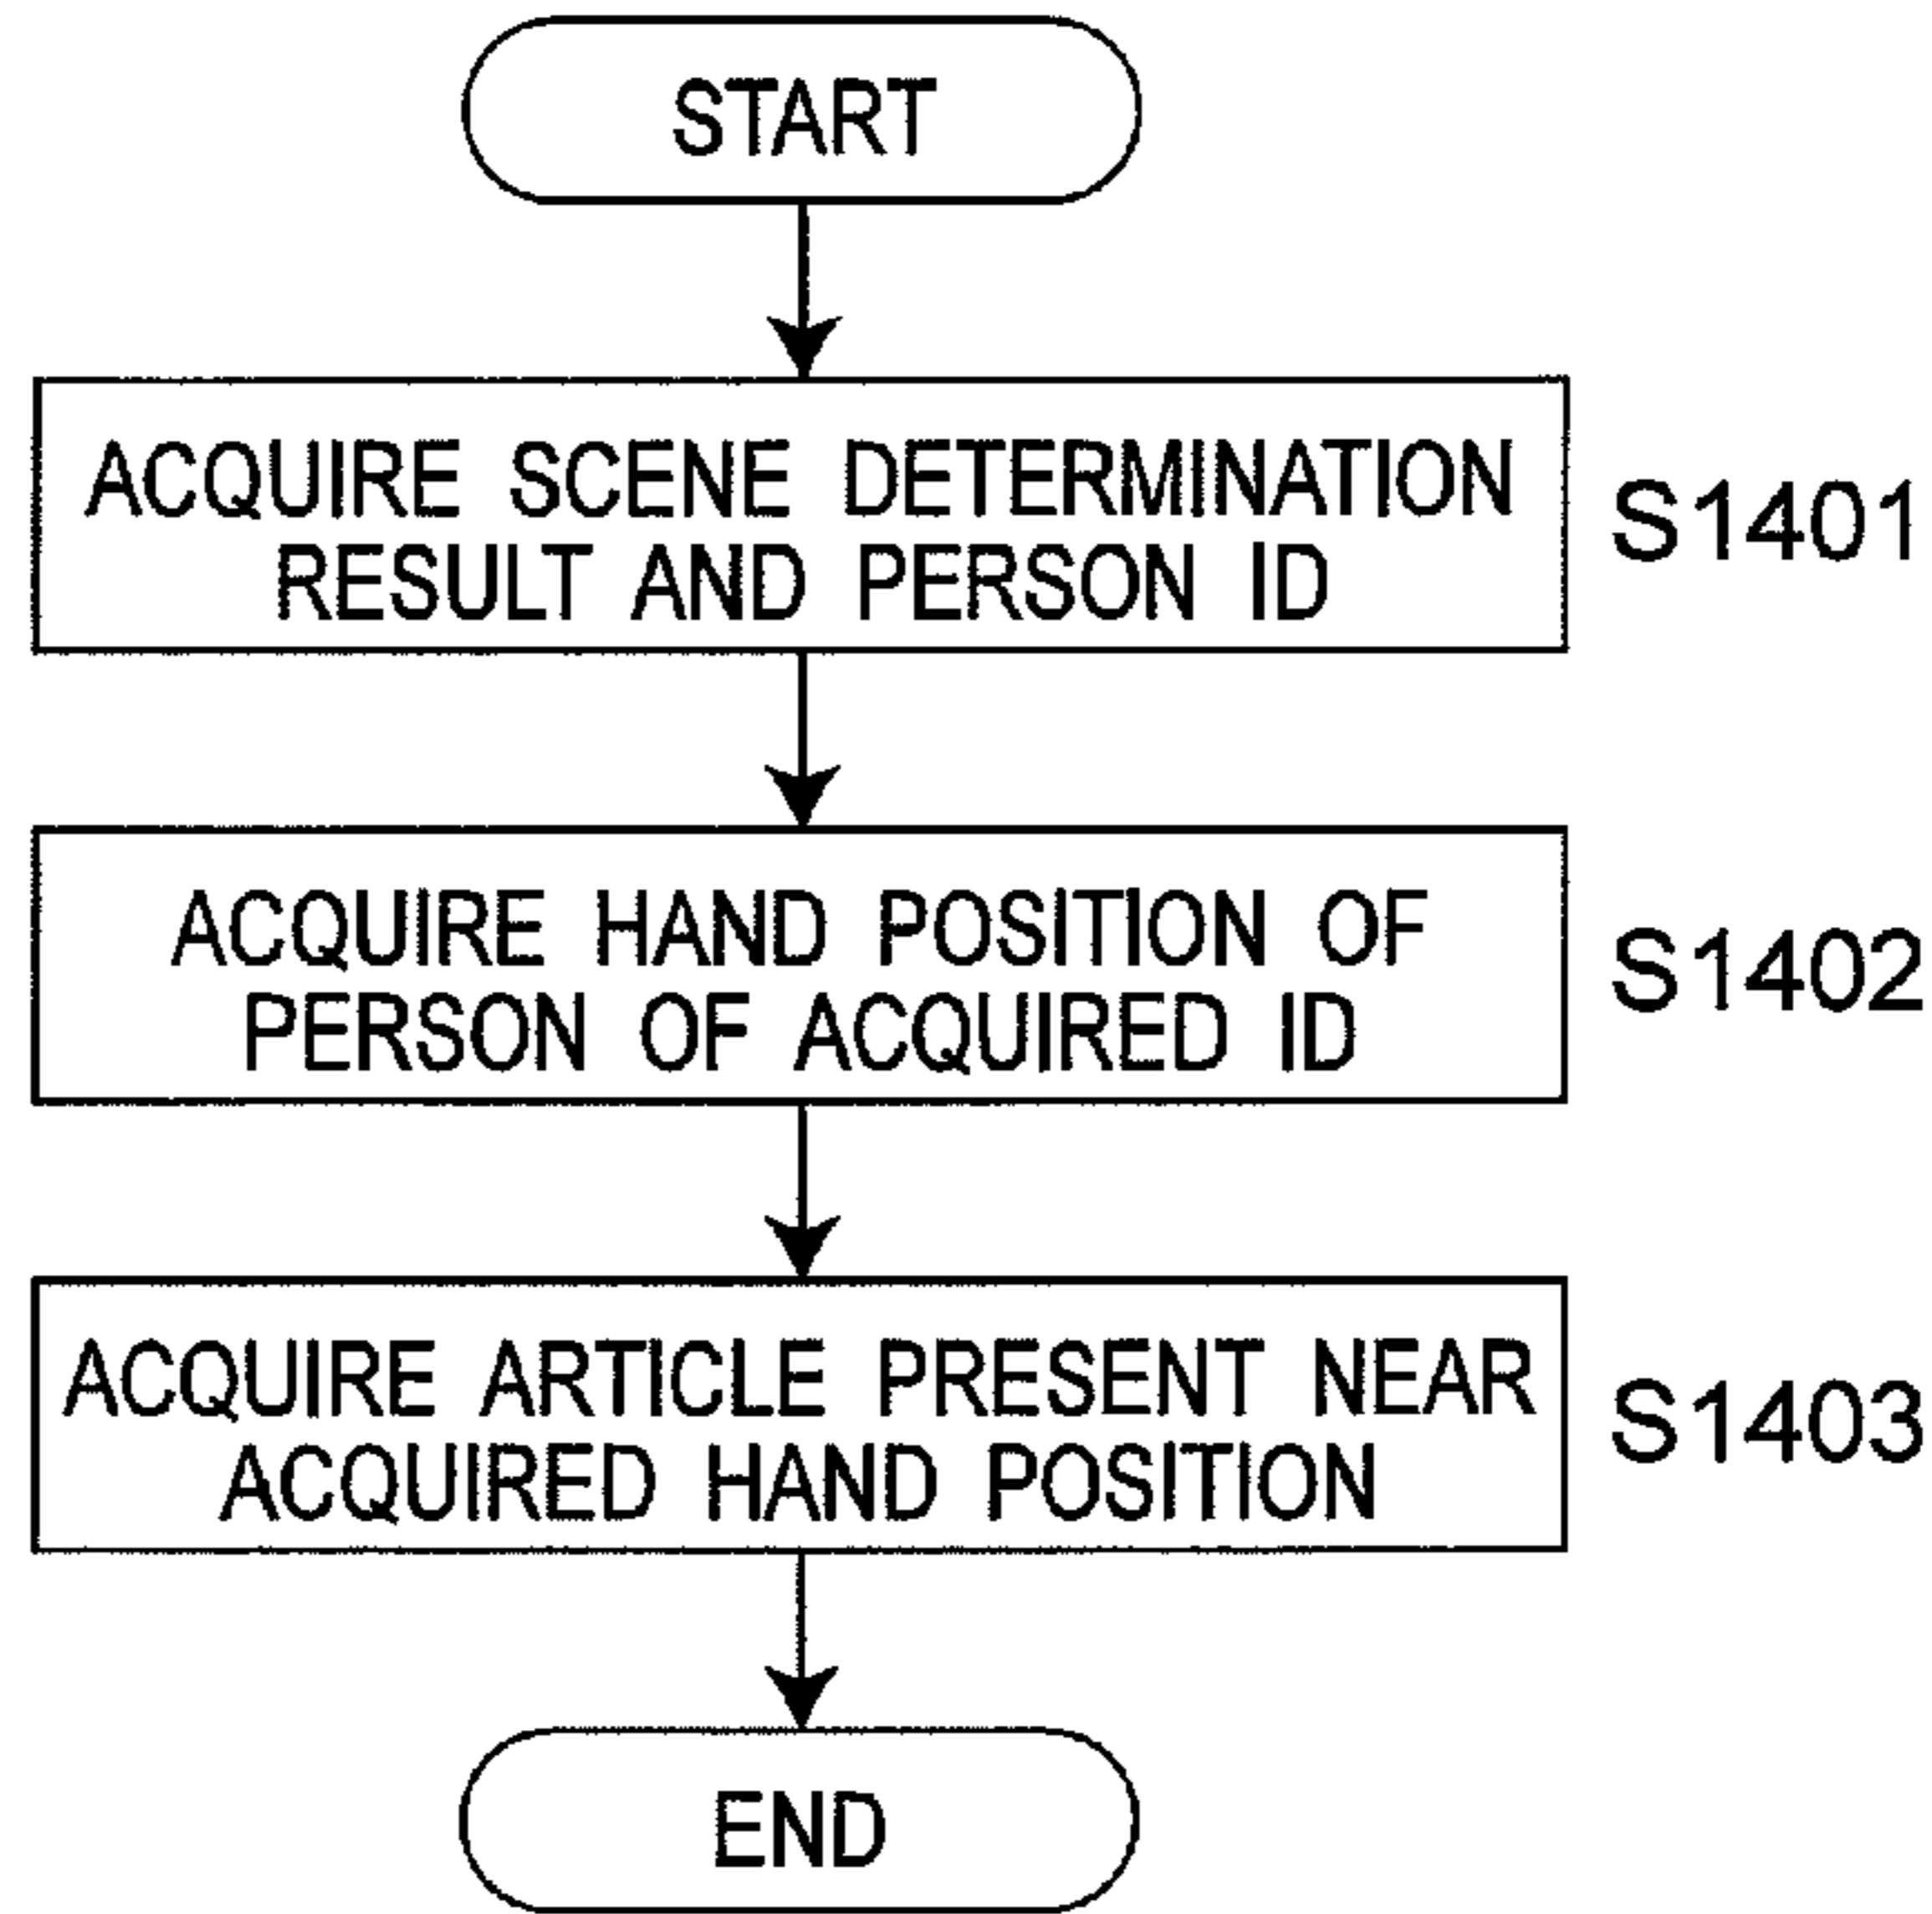 START
ACQUIRE SCENE DETERMINATION
RESULT AND PERSON ID
S1401
ACQUIRE HAND POSITION OF
PERSON OF ACQUIRED ID
S1402
ACQUIRE ARTICLE PRESENT NEAR
ACQUIRED HAND POSITION
S1403
END